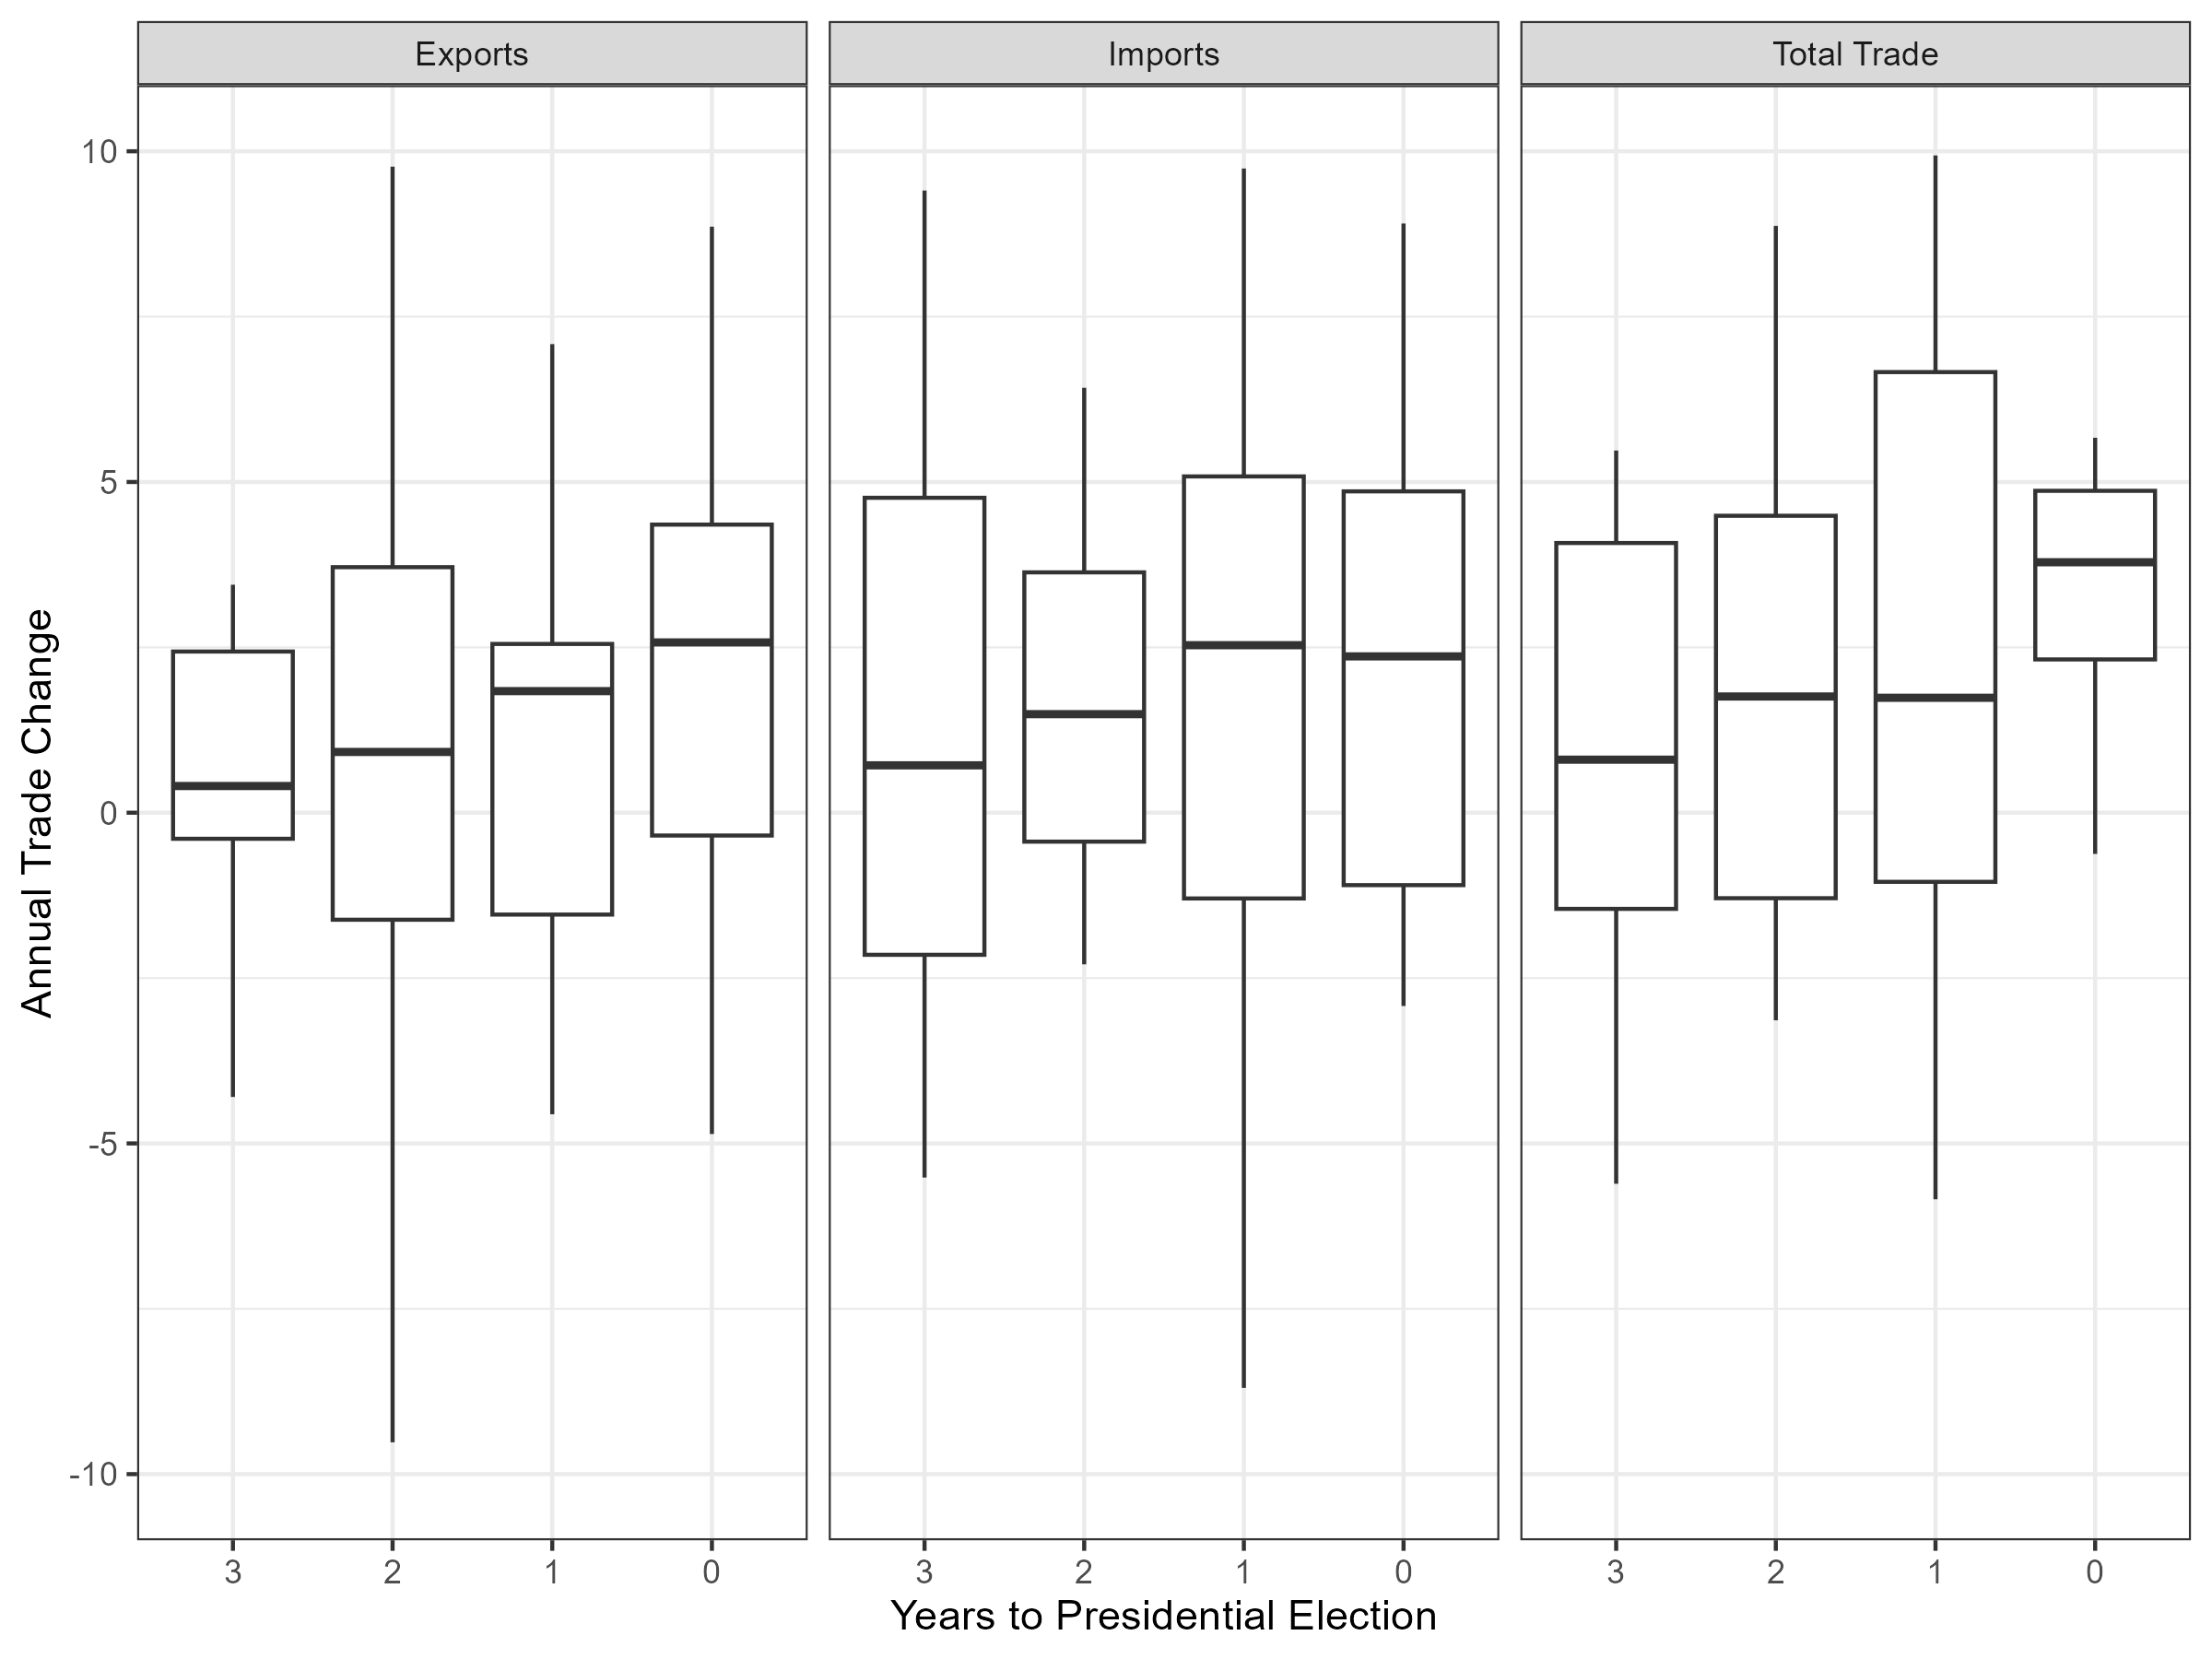 Exports
Imports
Total Trade
Annual Trade Change
10
5
0
-5
-10
3 2 1 0
3 2 1 0
3 2 1 0
Years to Presidential Election